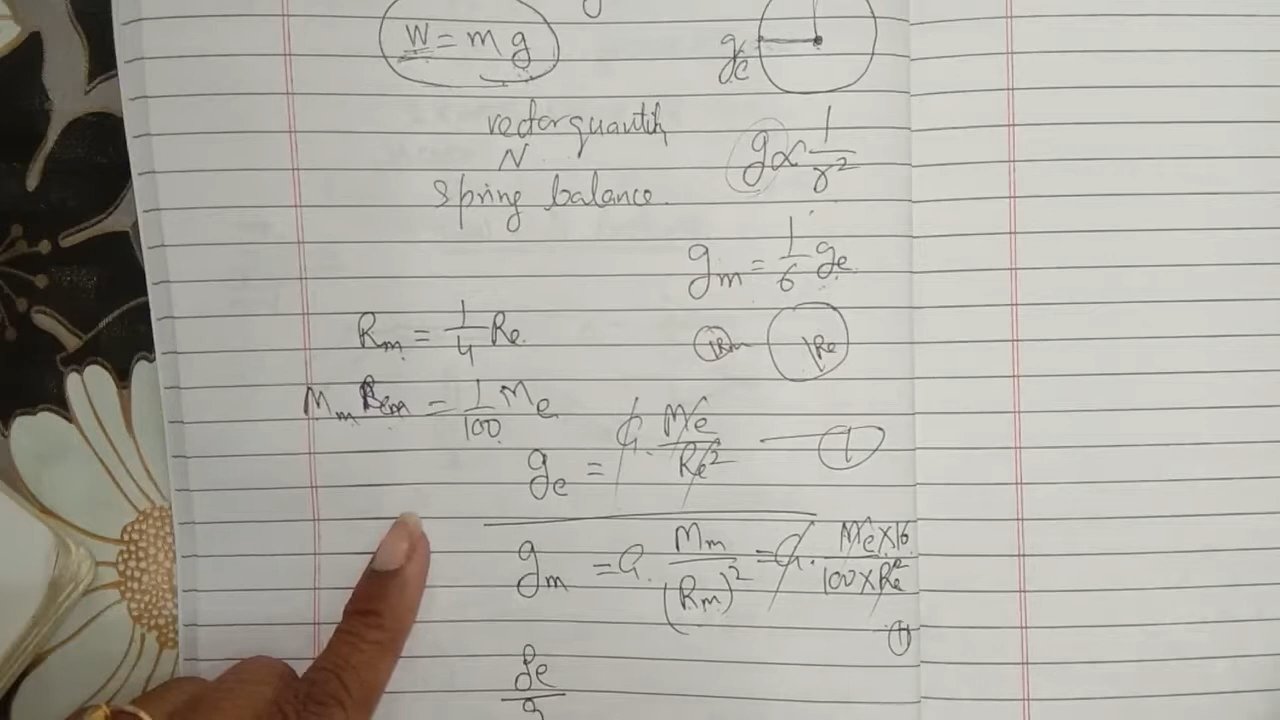 W = mg
ge
vector quantity
N
Spring balance
g ∝ 1/r²
gm = 1/6 ge
Rm = 1/4 Re
Rm Re
Mm = 1/100 Me
ge = G. Me/Re² — ①
gm = G. Mm/(Rm)² = G. Me×16/100×Re²
ge/g